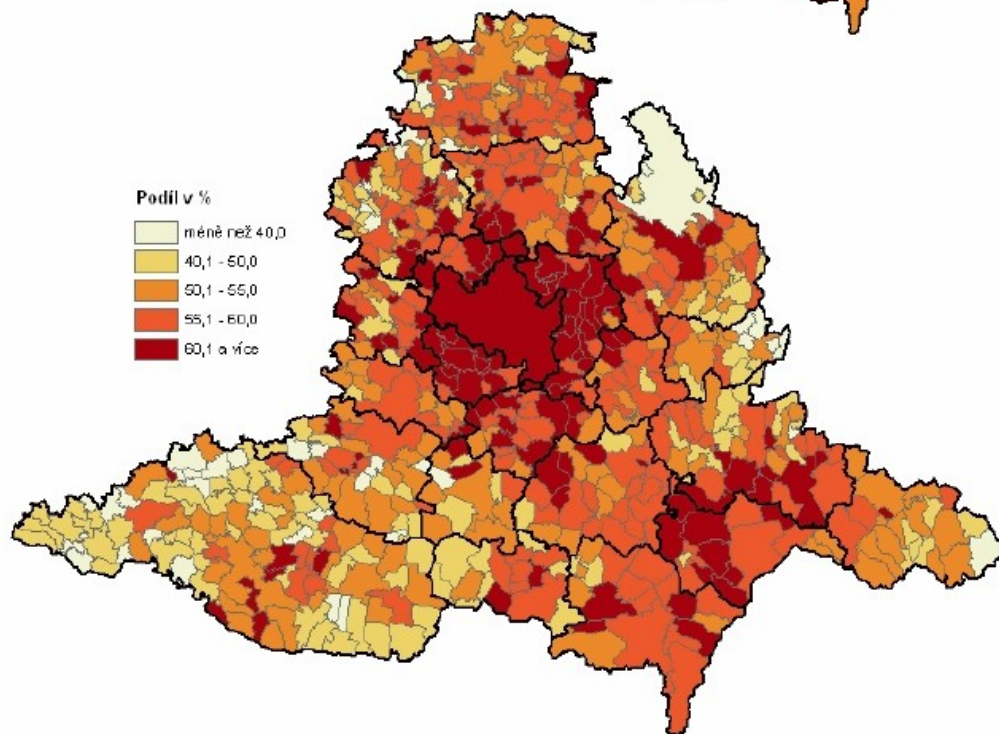 Podíl v %
méně než 40,0
40,1 - 50,0
50,1 - 55,0
55,1 - 60,0
60,1 a více